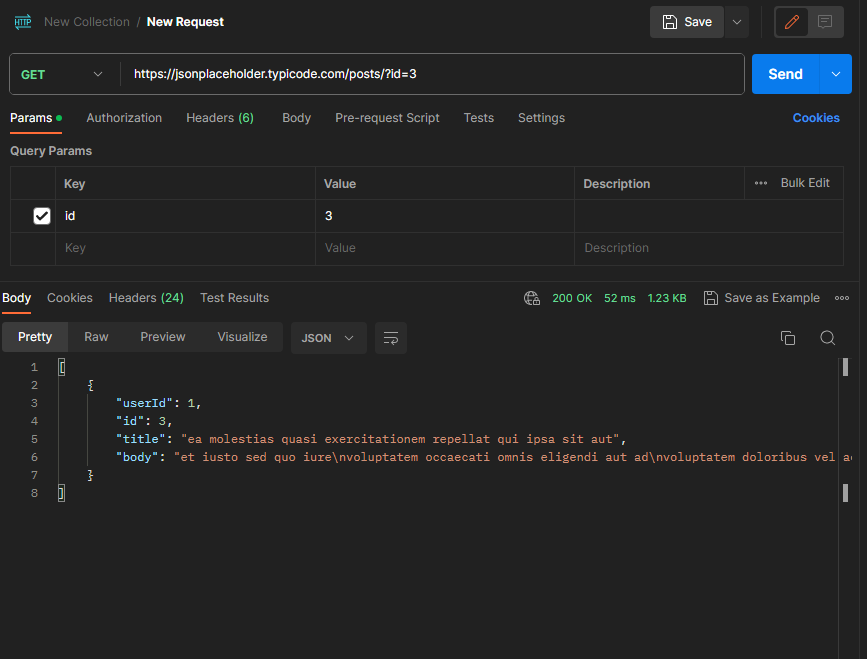 HTTP New Collection / New Request Save
GET https://jsonplaceholder.typicode.com/posts/?id=3 Send
Params Authorization Headers (6) Body Pre-request Script Tests Settings Cookies
Query Params
Key Value Description ••• Bulk Edit
id 3
Key Value Description
Body Cookies Headers (24) Test Results 200 OK 52 ms 1.23 KB Save as Example
Pretty Raw Preview Visualize JSON
1 [
2 {
3 "userId": 1,
4 "id": 3,
5 "title": "ea molestias quasi exercitationem repellat qui ipsa sit aut",
6 "body": "et iusto sed quo iure\nvoluptatem occaecati omnis eligendi aut ad\nvoluptatem doloribus vel
7 }
8 ]